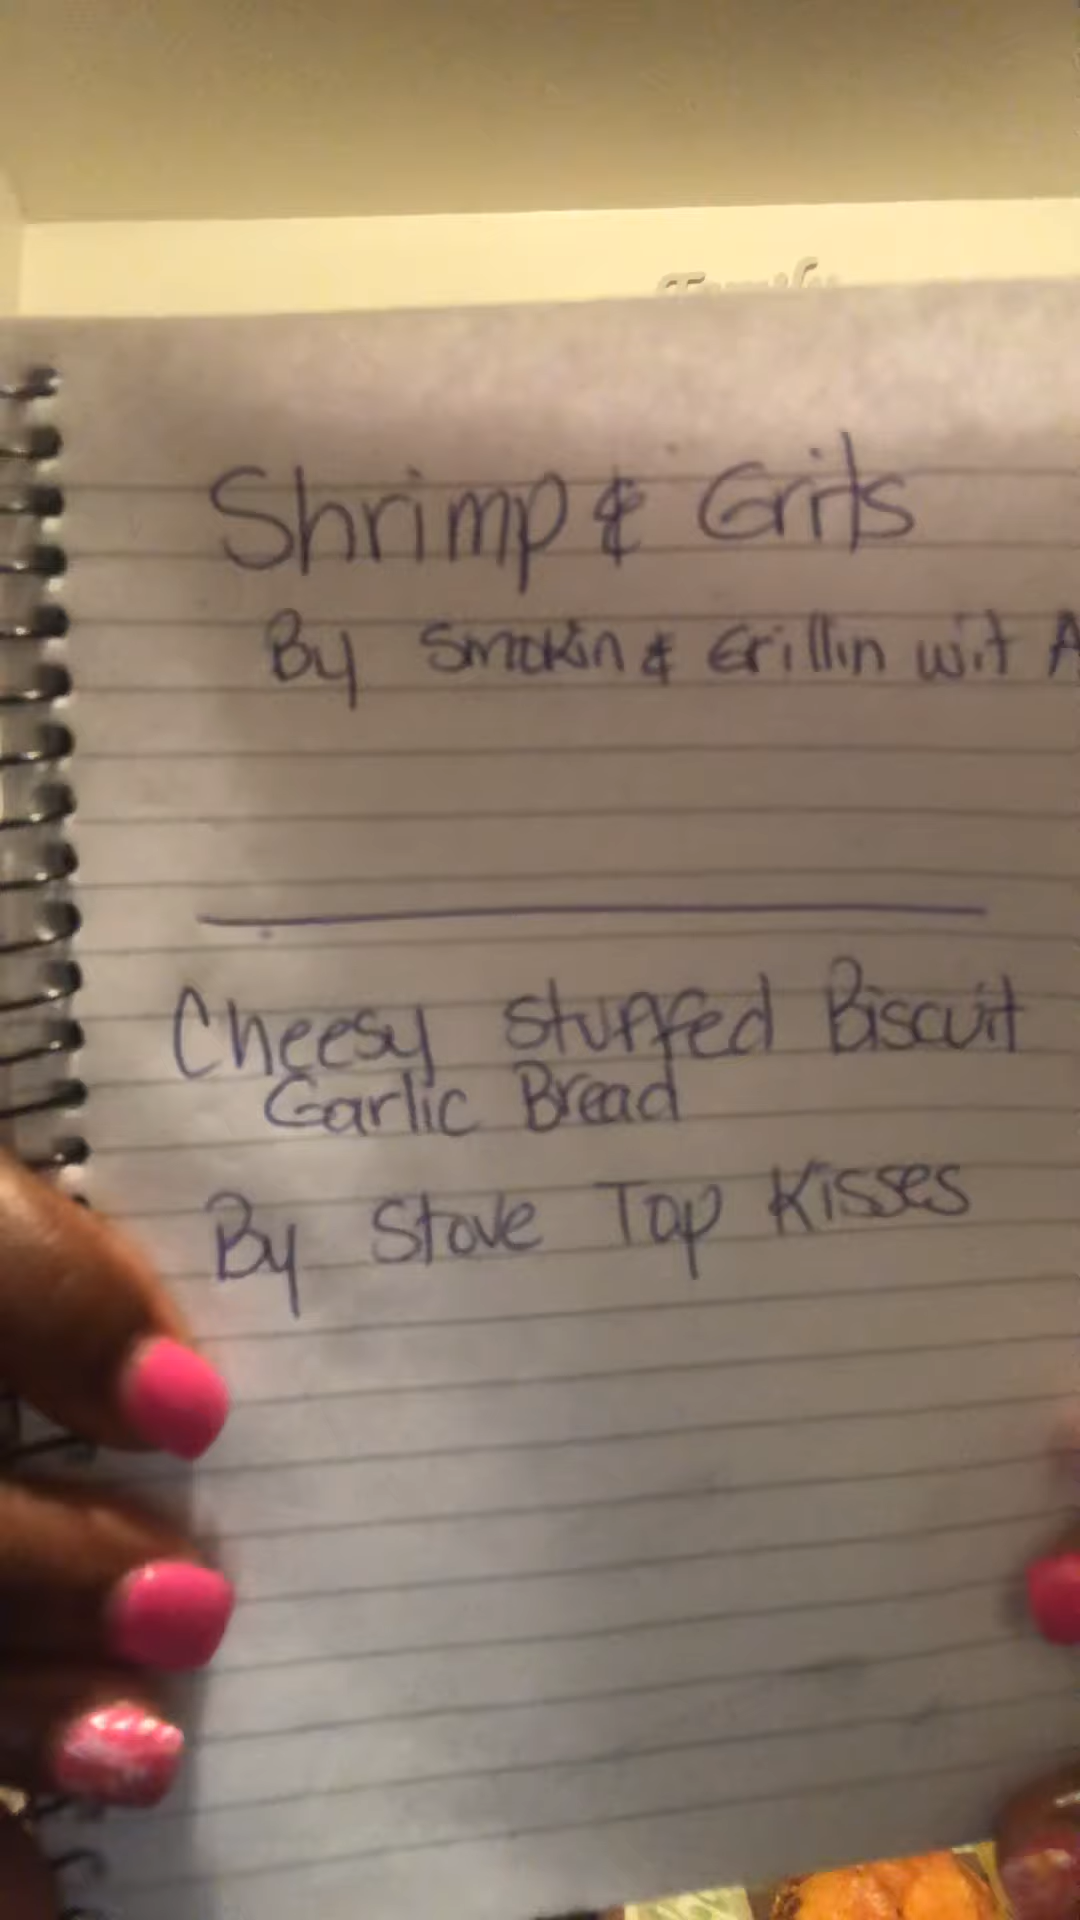 Shrimp & Grits
By Smokin & Grillin wit A
Cheesy Stuffed Biscuit
Garlic Bread
By Stove Top Kisses